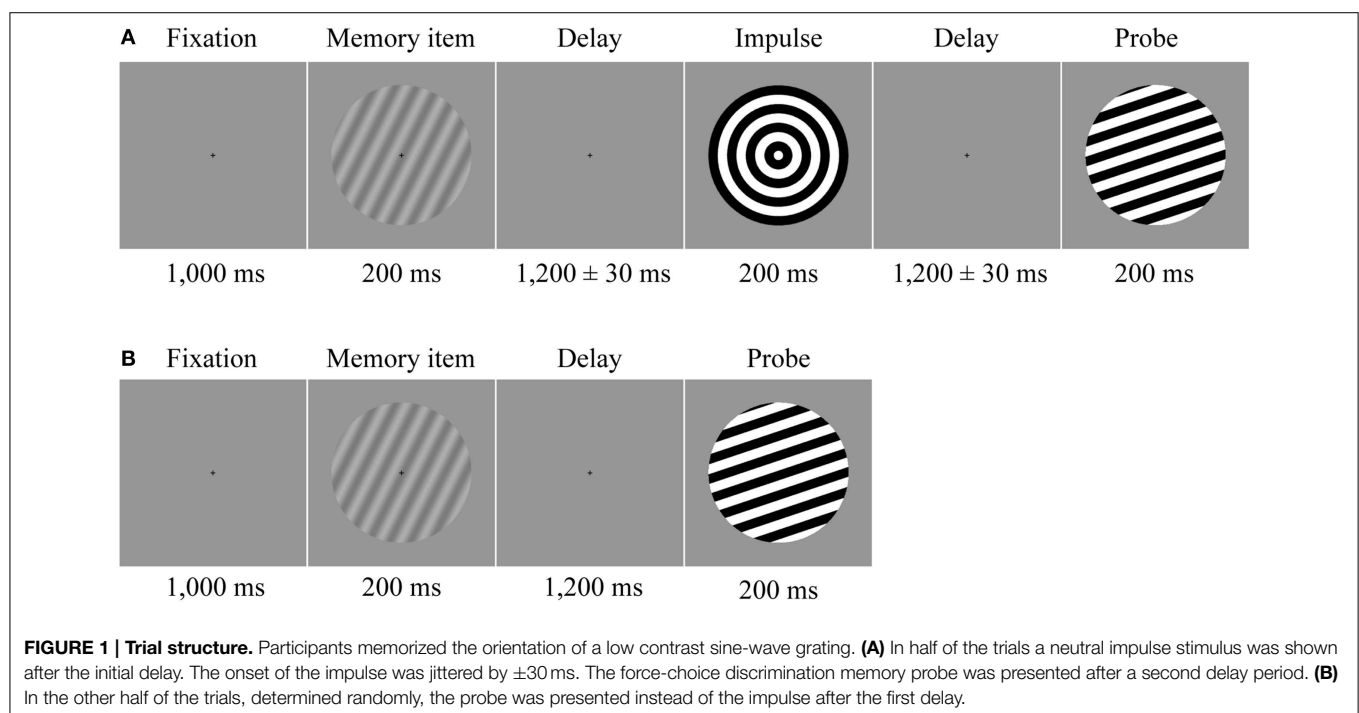 A Fixation Memory item Delay Impulse Delay Probe
1,000 ms 200 ms 1,200 ± 30 ms 200 ms 1,200 ± 30 ms 200 ms
B Fixation Memory item Delay Probe
1,000 ms 200 ms 1,200 ms 200 ms
FIGURE 1 | Trial structure. Participants memorized the orientation of a low contrast sine-wave grating. (A) In half of the trials a neutral impulse stimulus was shown
after the initial delay. The onset of the impulse was jittered by ±30 ms. The force-choice discrimination memory probe was presented after a second delay period. (B)
In the other half of the trials, determined randomly, the probe was presented instead of the impulse after the first delay.